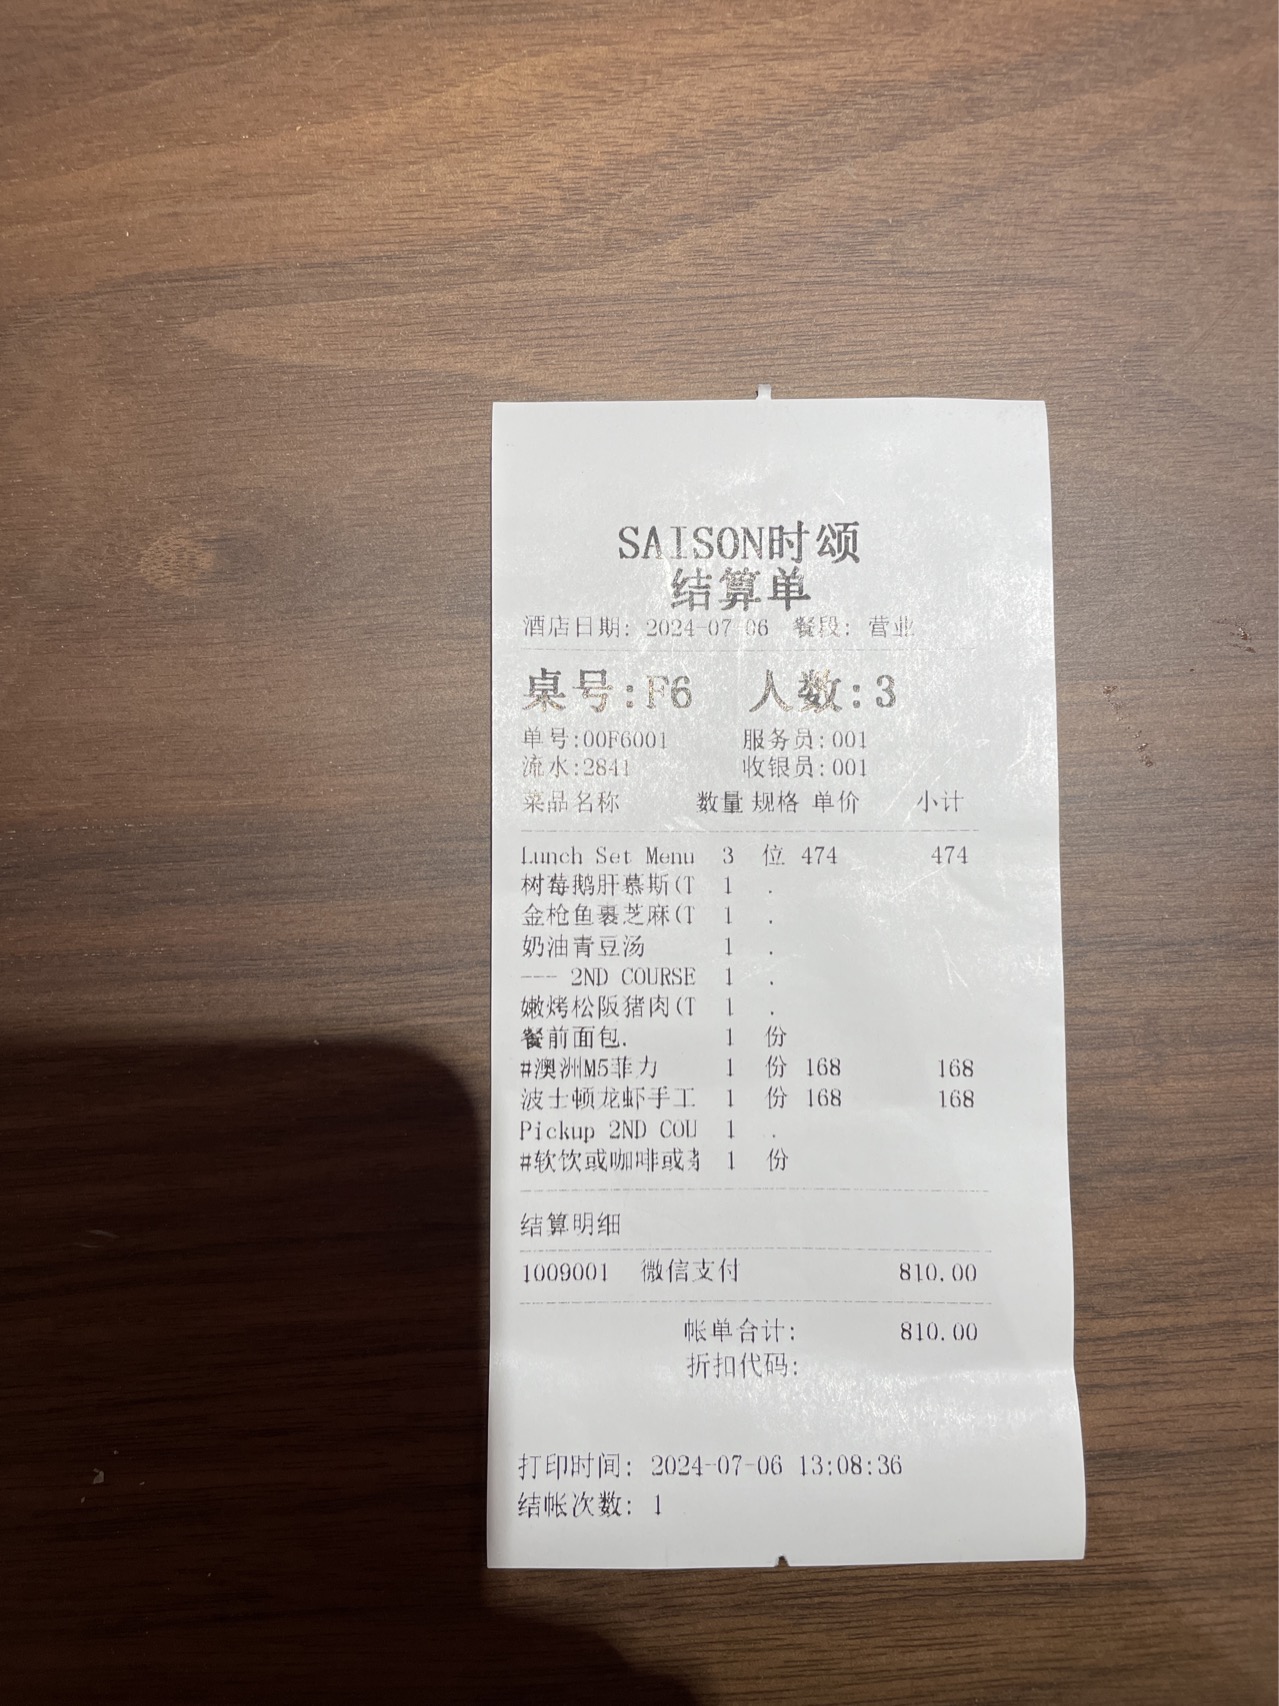 SAISON时颂
结算单
酒店日期: 2024-07-06 餐段: 营业
桌号:F6 人数:3
单号:00F6001 服务员:001
流水:2841 收银员:001
菜品名称 数量 规格 单价 小计
Lunch Set Menu 3 位 474 474
树莓鹅肝慕斯(T 1 .
金枪鱼裹芝麻(T 1 .
奶油青豆汤 1 .
--- 2ND COURSE 1 .
嫩烤松阪猪肉(T 1 .
餐前面包. 1 份
#澳洲M5菲力 1 份 168 168
波士顿龙虾手工 1 份 168 168
Pickup 2ND COU 1 .
#软饮或咖啡或 1 份
结算明细
1009001 微信支付 810.00
帐单合计: 810.00
折扣代码:
打印时间: 2024-07-06 13:08:36
结帐次数: 1